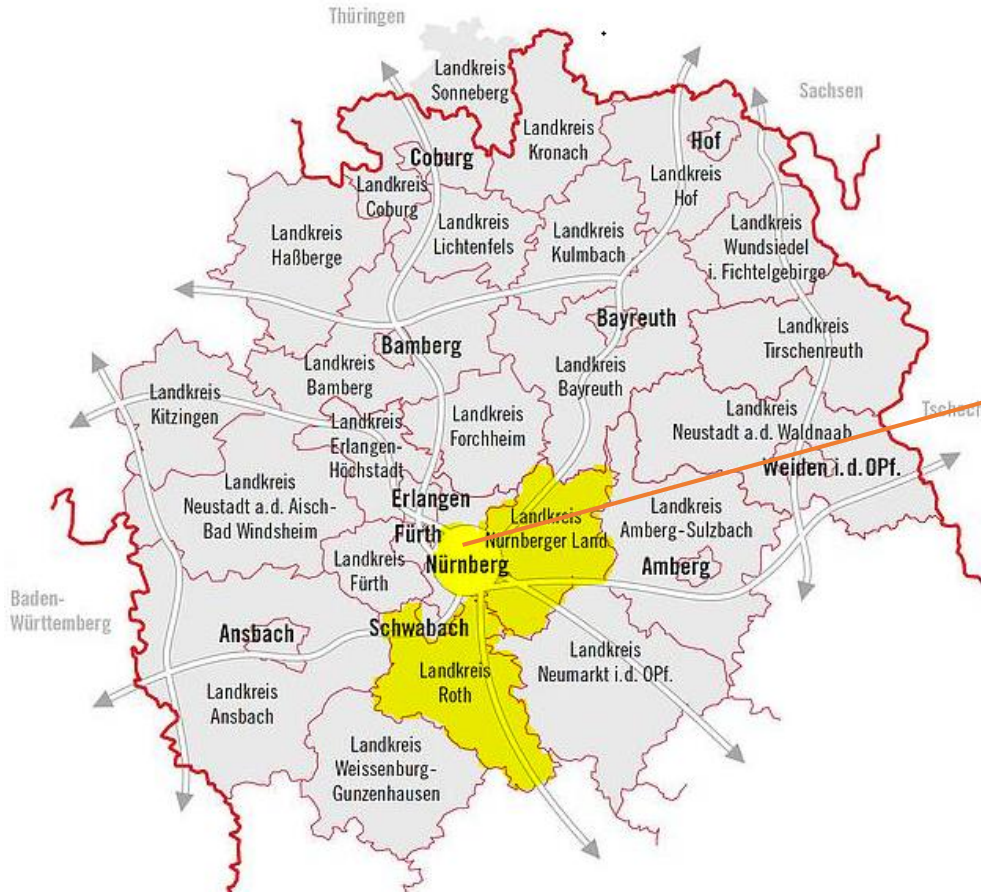 Thüringen
Landkreis
Sonneberg
Sachsen
Landkreis
Kronach
Hof
Coburg
Landkreis
Hof
Landkreis
Coburg
Landkreis
Lichtenfels
Landkreis
Kulmbach
Landkreis
Wundsiedel
i. Fichtelgebirge
Landkreis
Haßberge
Bayreuth
Landkreis
Tirschenreuth
Bamberg
Landkreis
Bamberg
Landkreis
Bayreuth
Landkreis
Kitzingen
Landkreis
Erlangen-
Höchstadt
Landkreis
Forchheim
Landkreis
Neustadt a.d. Waldnaab
Tschech
Weiden i.d. OPf.
Landkreis
Neustadt a.d. Aisch-
Bad Windsheim
Erlangen
Landkreis
Nürnberger Land
Landkreis
Amberg-Sulzbach
Fürth
Nürnberg
Landkreis
Fürth
Amberg
Baden-
Württemberg
Ansbach
Schwabach
Landkreis
Roth
Landkreis
Neumarkt i.d. OPf.
Landkreis
Ansbach
Landkreis
Weissenburg-
Gunzenhausen